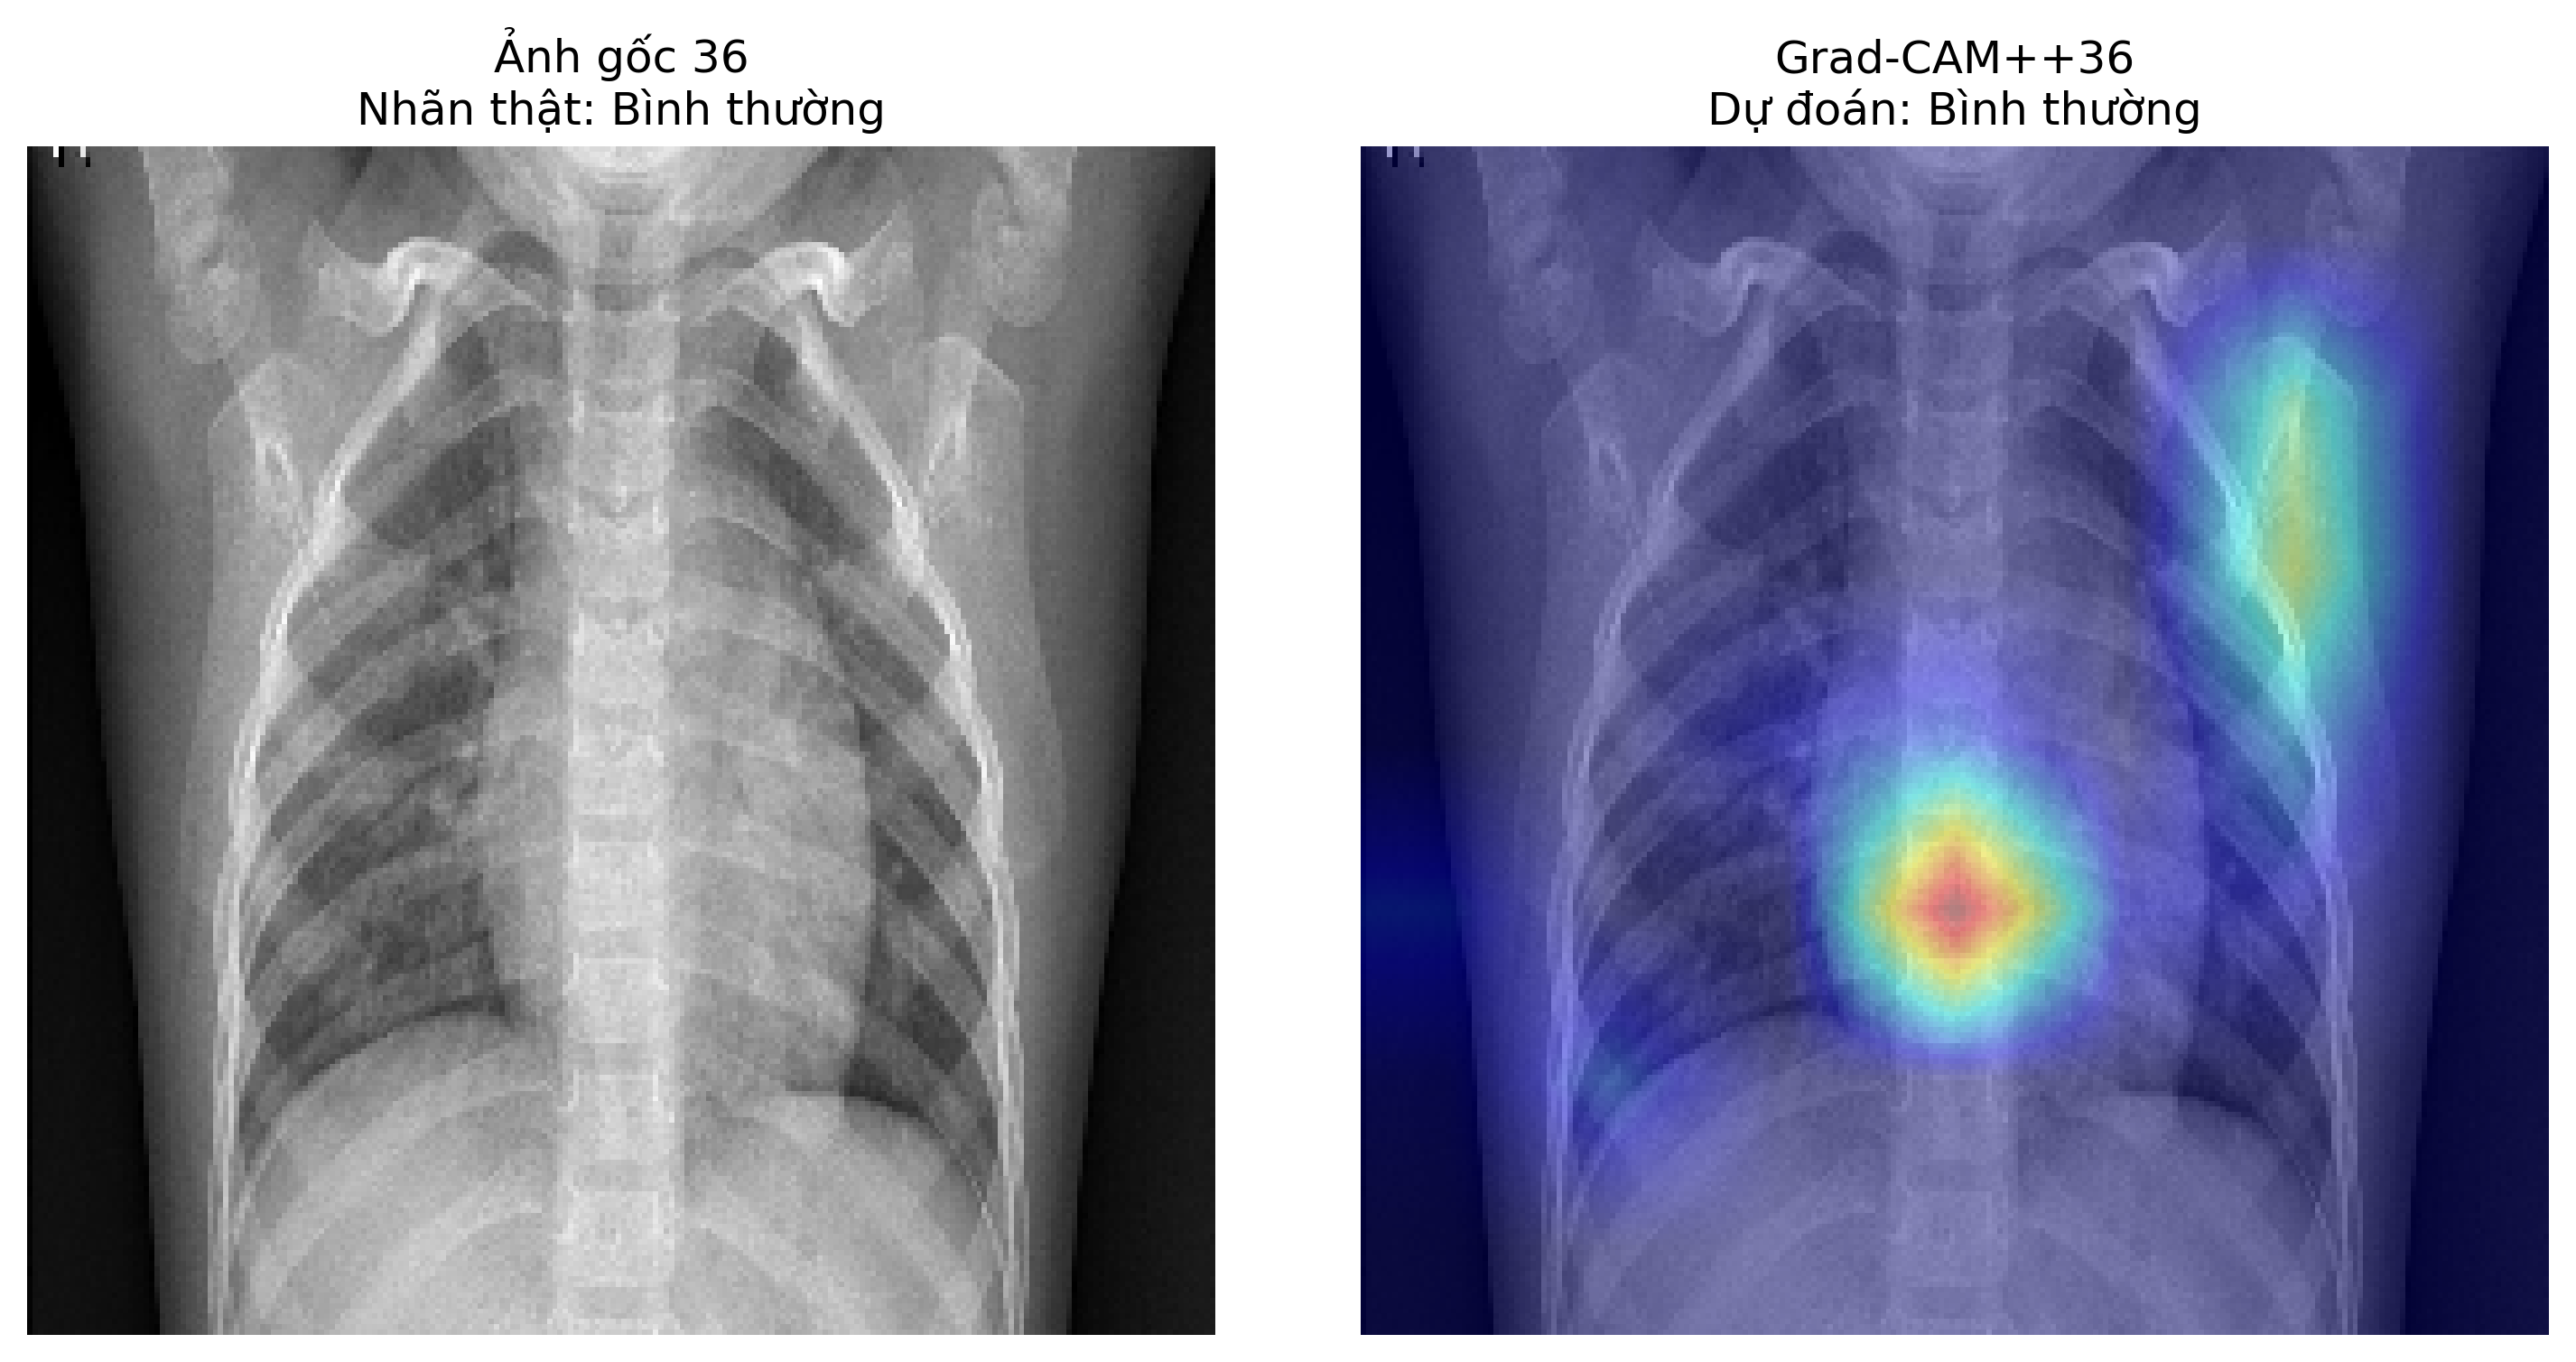 Ảnh gốc 36
Nhãn thật: Bình thường
Grad-CAM++36
Dự đoán: Bình thường